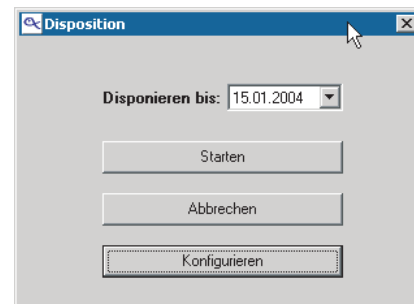 Disposition
Disponieren bis: 15.01.2004
Starten
Abbrechen
Konfigurieren